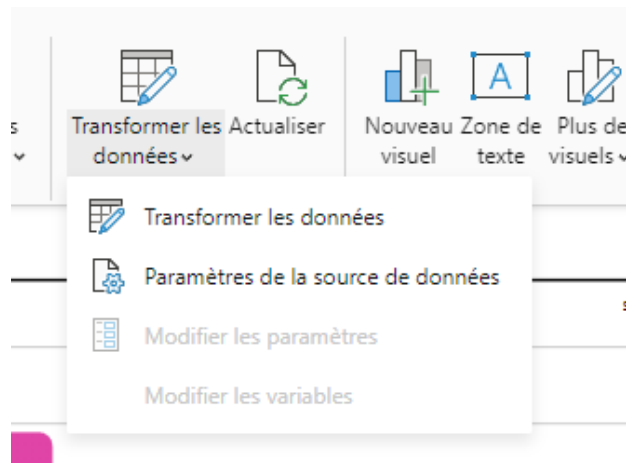 s
Transformer les Actualiser
données
Nouveau Zone de Plus de
visuel texte visuels
A
Transformer les données
Paramètres de la source de données
Modifier les paramètres
Modifier les variables
s